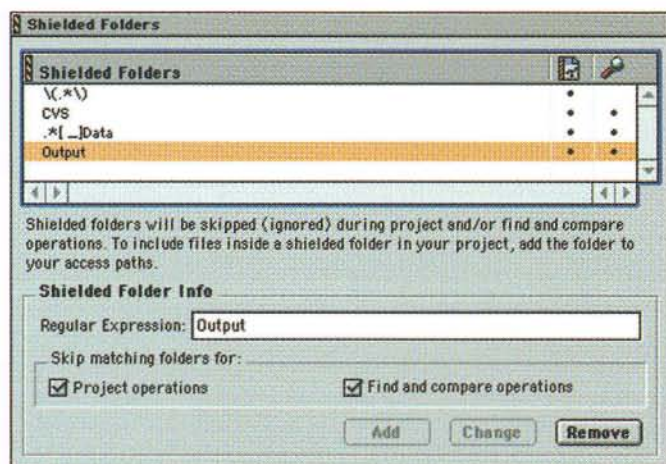 Shielded Folders
Shielded Folders
\(.*\)
CVS
.*[ _]Data
Output
Shielded folders will be skipped (ignored) during project and/or find and compare
operations. To include files inside a shielded folder in your project, add the folder to
your access paths.
Shielded Folder Info
Regular Expression: Output
Skip matching folders for:
Project operations
Find and compare operations
Add
Change
Remove